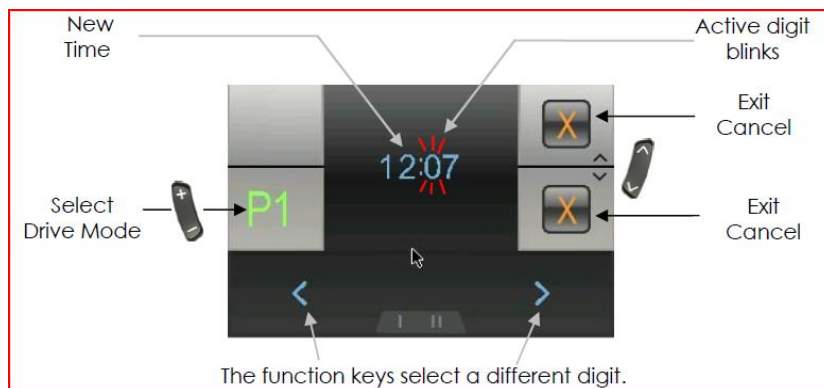 New
Time
Active digit
blinks
Exit
Cancel
12:07
X
Select
Drive Mode
+
−
P1
X
Exit
Cancel
< >
I II
The function keys select a different digit.